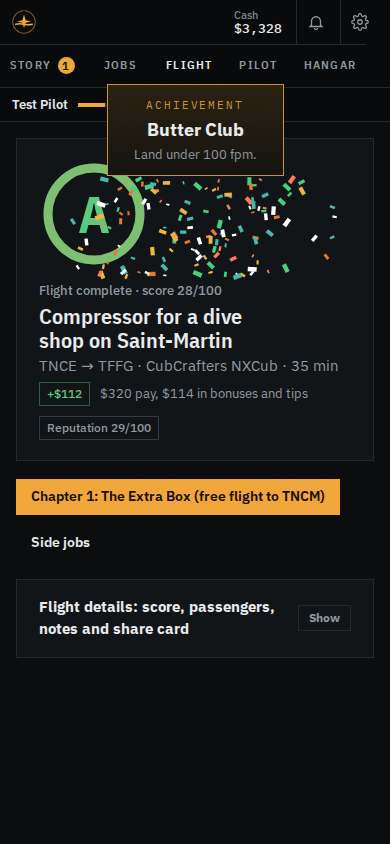 Cash
$3,328
STORY 1 JOBS FLIGHT PILOT HANGAR
Test Pilot
ACHIEVEMENT
Butter Club
Land under 100 fpm.
A
Flight complete · score 28/100
Compressor for a dive
shop on Saint-Martin
TNCE → TFFG · CubCrafters NXCub · 35 min
+$112 $320 pay, $114 in bonuses and tips
Reputation 29/100
Chapter 1: The Extra Box (free flight to TNCM)
Side jobs
Flight details: score, passengers,
notes and share card
Show